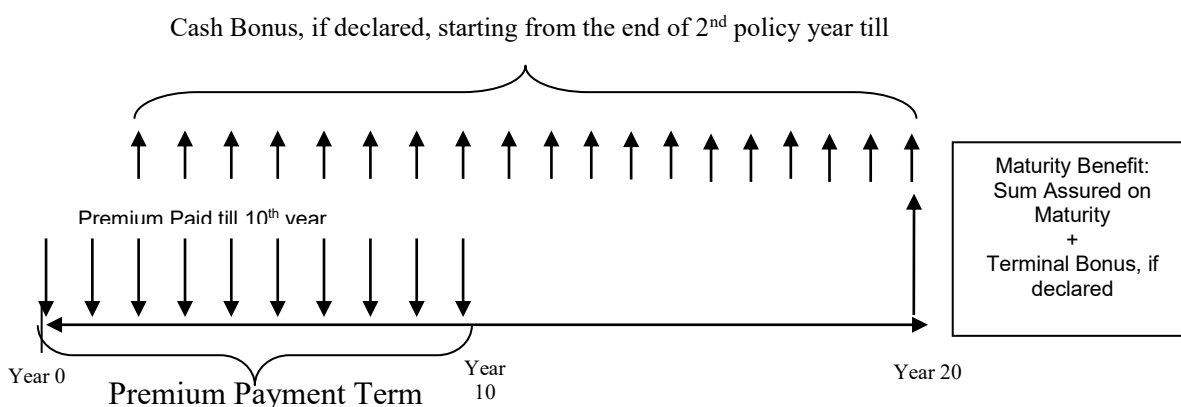 Cash Bonus, if declared, starting from the end of 2nd policy year till
Premium Paid till 10th year
Maturity Benefit:
Sum Assured on
Maturity
+
Terminal Bonus, if
declared
Year 0
Premium Payment Term
Year
10
Year 20